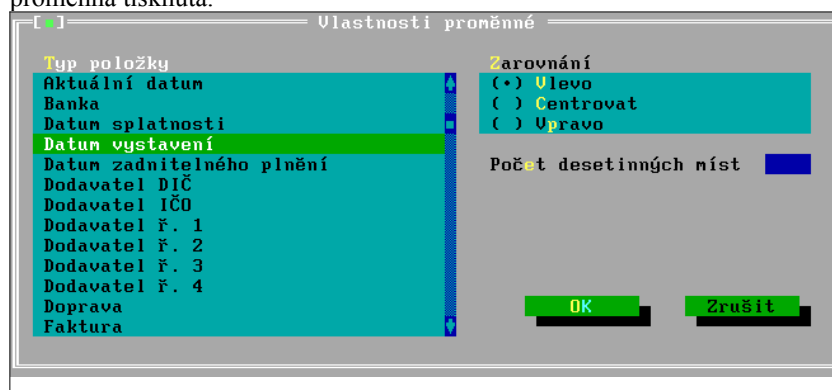 proměnná tisknuta.
[■] Vlastnosti proměnné
Typ položky
Aktuální datum
Banka
Datum splatnosti
Datum vystavení
Datum zadnitelného plnění
Dodavatel DIČ
Dodavatel IČO
Dodavatel ř. 1
Dodavatel ř. 2
Dodavatel ř. 3
Dodavatel ř. 4
Doprava
Faktura
Zarovnání
(•) Vlevo
( ) Centrovat
( ) Vpravo
Počet desetinných míst
OK Zrušit